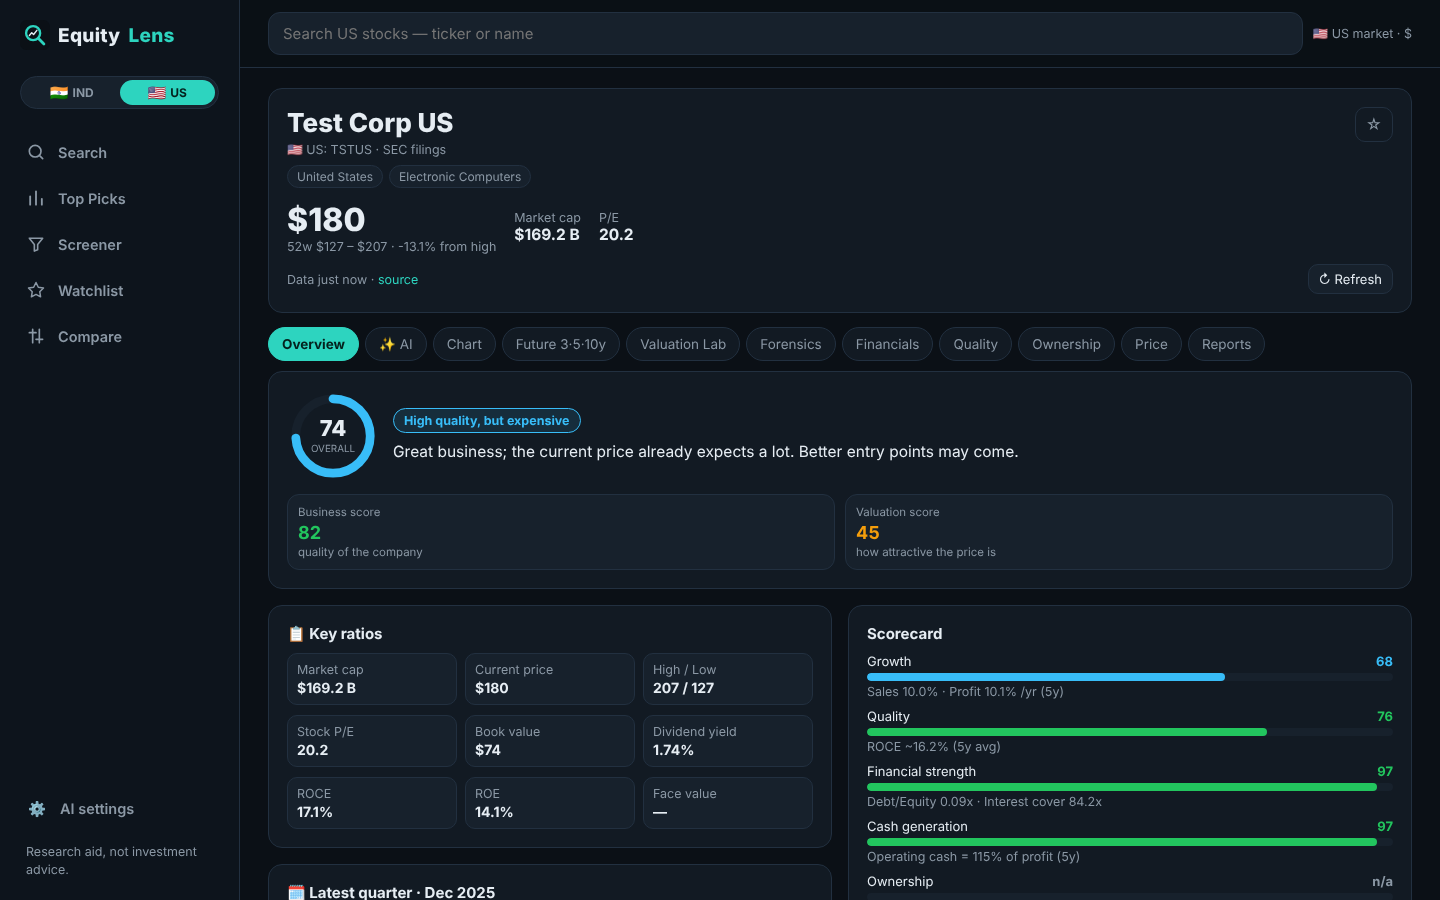 Equity Lens
IND
US
Search
Top Picks
Screener
Watchlist
Compare
AI settings
Research aid, not investment
advice.
Search US stocks — ticker or name
🇺🇸 US market · $
Test Corp US
☆
🇺🇸 US: TSTUS · SEC filings
United States
Electronic Computers
$180
52w $127 – $207 · -13.1% from high
Market cap
$169.2 B
P/E
20.2
Data just now · source
↻ Refresh
Overview
✨ AI
Chart
Future 3·5·10y
Valuation Lab
Forensics
Financials
Quality
Ownership
Price
Reports
74
OVERALL
High quality, but expensive
Great business; the current price already expects a lot. Better entry points may come.
Business score
82
quality of the company
Valuation score
45
how attractive the price is
📋 Key ratios
Market cap
$169.2 B
Current price
$180
High / Low
207 / 127
Stock P/E
20.2
Book value
$74
Dividend yield
1.74%
ROCE
17.1%
ROE
14.1%
Face value
—
🗓️ Latest quarter · Dec 2025
Scorecard
Growth 68
Sales 10.0% · Profit 10.1% /yr (5y)
Quality 76
ROCE ~16.2% (5y avg)
Financial strength 97
Debt/Equity 0.09x · Interest cover 84.2x
Cash generation 97
Operating cash = 115% of profit (5y)
Ownership n/a